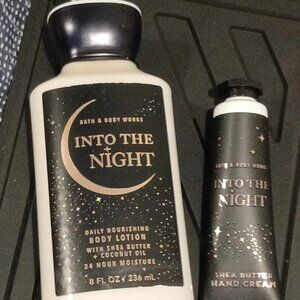 BATH & BODY WORKS
INTO THE
NIGHT
DAILY NOURISHING
BODY LOTION
WITH SHEA BUTTER
+ COCONUT OIL
24 HOUR MOISTURE
8 FL OZ / 236 mL
BATH & BODY WORKS
INTO THE
NIGHT
SHEA BUTTER
HAND CREAM